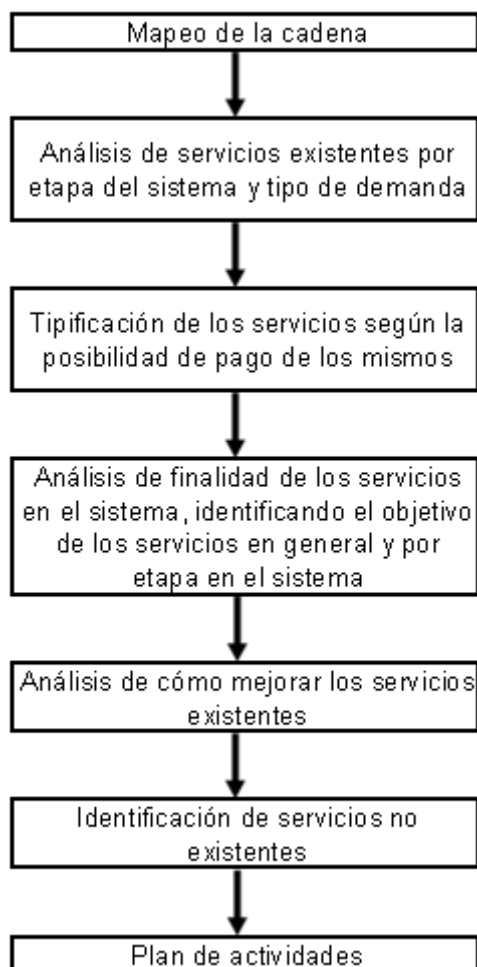 Mapeo de la cadena
Análisis de servicios existentes por
etapa del sistema y tipo de demanda
Tipificación de los servicios según la
posibilidad de pago de los mismos
Análisis de finalidad de los servicios
en el sistema, identificando el objetivo
de los servicios en general y por
etapa en el sistema
Análisis de cómo mejorar los servicios
existentes
Identificación de servicios no
existentes
Plan de actividades